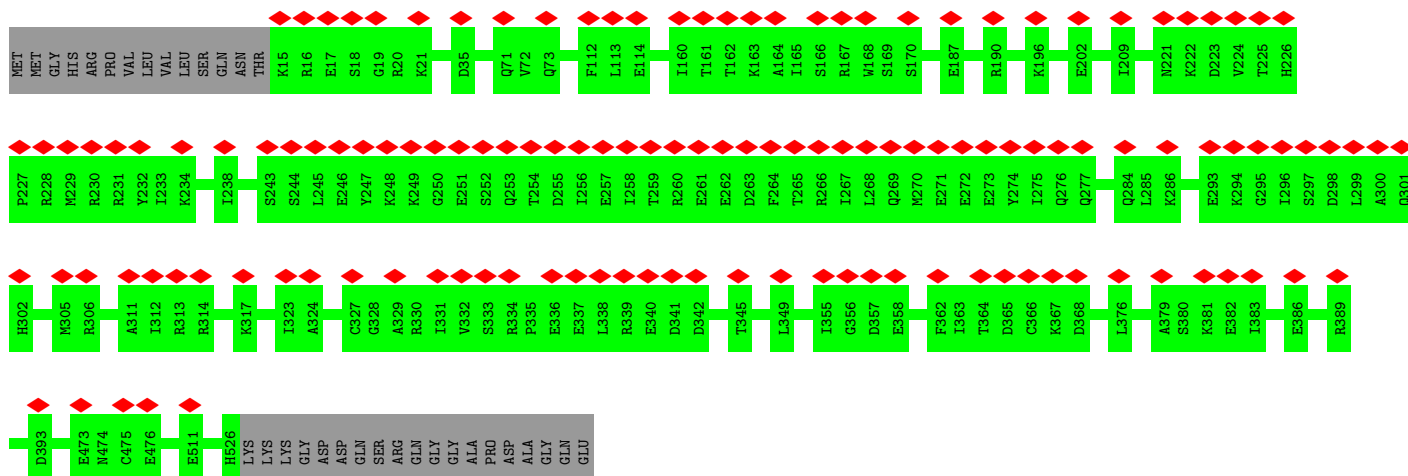 MET MET GLY HIS ARG PRO VAL LEU VAL LEU SER GLN ASN THR K15 R16 E17 S18 G19 R20 K21 D35 Q71 V72 Q73 F112 L113 E114 I160 T161 T162 K163 A164 I165 S166 R167 W168 S169 S170 E187 R190 K196 E202 I209 N221 K222 D223 V224 T225 H226
P227 R228 M229 R230 R231 Y232 I233 K234 I238 S243 S244 L245 E246 Y247 K248 K249 G250 E251 S252 Q253 T254 D255 I256 E257 I258 T259 R260 E261 E262 D263 F264 T265 R266 I267 L268 Q269 M270 E271 E272 E273 Y274 I275 Q276 Q277 Q284 L285 K286 E293 K294 G295 I296 S297 D298 L299 A300 Q301
H302 M305 R306 A311 I312 R313 R314 K317 I323 A324 C327 G328 A329 R330 I331 V332 S333 R334 P335 E336 E337 L338 R339 E340 D341 D342 T345 L349 I355 G356 D357 E358 F362 I363 T364 D365 C366 K367 D368 L376 A379 S380 K381 E382 I383 E386 R389
D393 E473 N474 C475 E476 E511 H526 LYS LYS LYS GLY ASP ASP GLN SER ARG GLN GLY GLY ALA PRO ASP ALA GLY GLN GLU